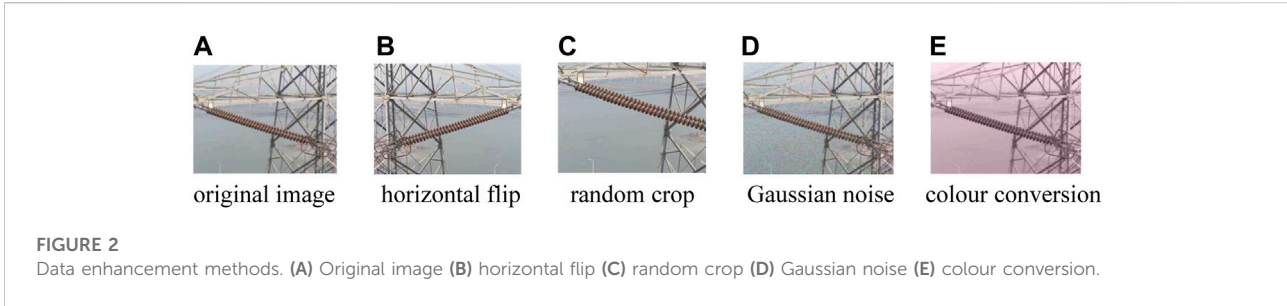 A B C D E
original image horizontal flip random crop Gaussian noise colour conversion
FIGURE 2
Data enhancement methods. (A) Original image (B) horizontal flip (C) random crop (D) Gaussian noise (E) colour conversion.